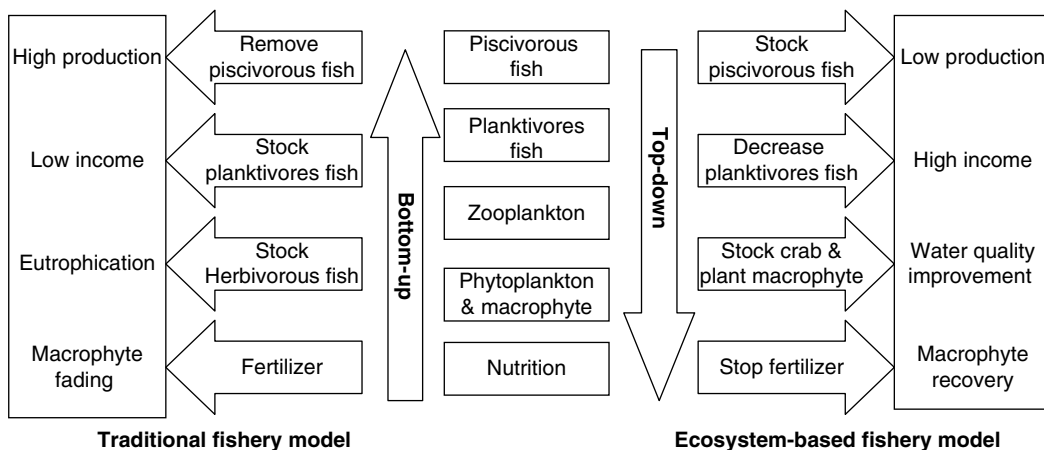 High production
Low income
Eutrophication
Macrophyte
fading
Remove
piscivorous fish
Stock
planktivores fish
Stock
Herbivorous fish
Fertilizer
Bottom-up
Piscivorous
fish
Planktivores
fish
Zooplankton
Phytoplankton
& macrophyte
Nutrition
Top-down
Stock
piscivorous fish
Decrease
planktivores fish
Stock crab &
plant macrophyte
Stop fertilizer
Low production
High income
Water quality
improvement
Macrophyte
recovery
Traditional fishery model
Ecosystem-based fishery model